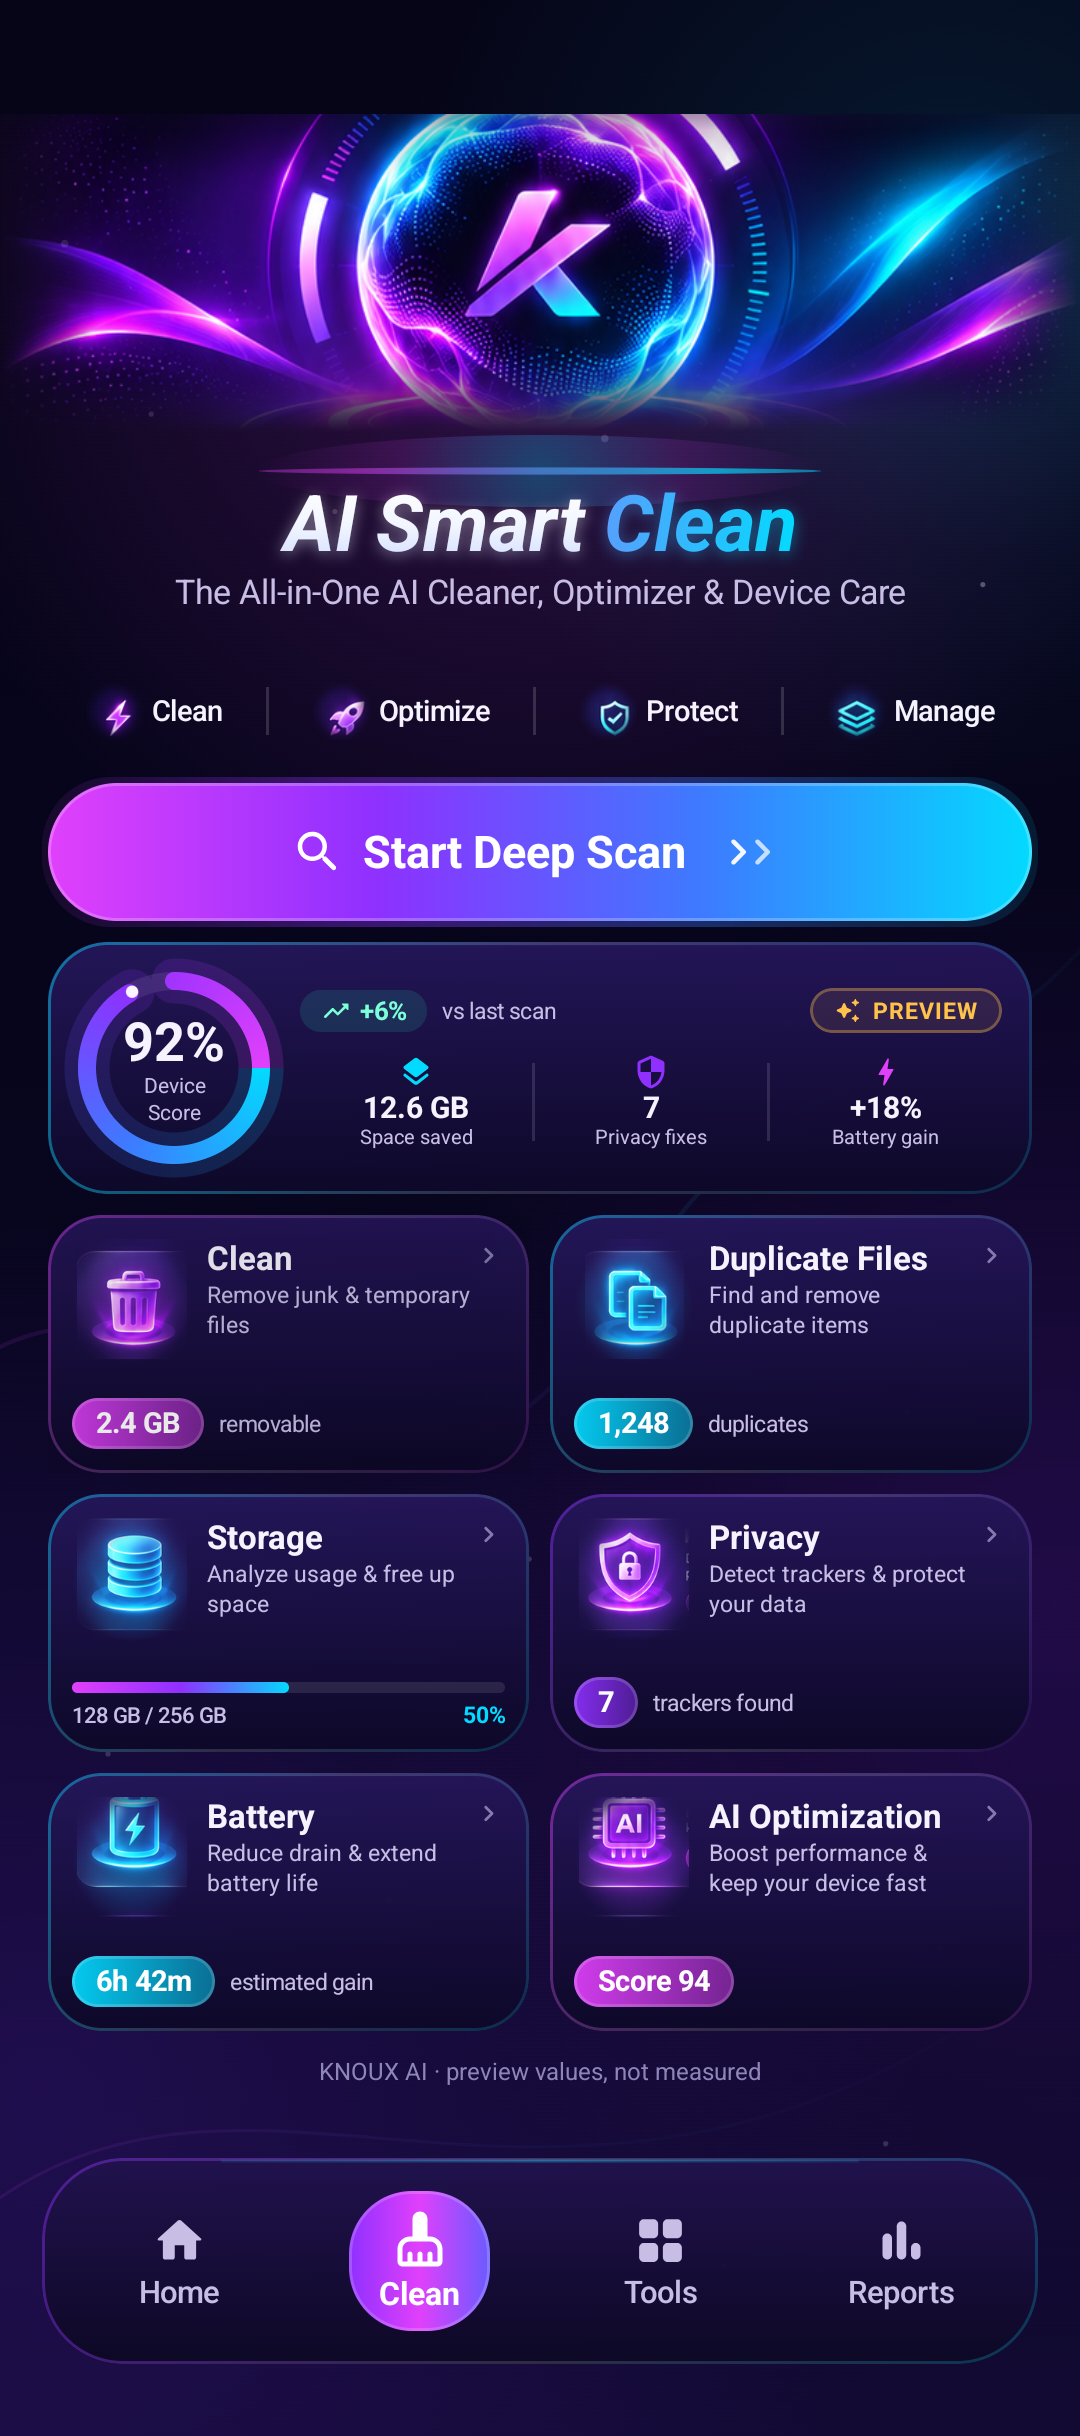 AI Smart Clean
The All-in-One AI Cleaner, Optimizer & Device Care
Clean
Optimize
Protect
Manage
Start Deep Scan
92%
Device
Score
+6%
vs last scan
PREVIEW
12.6 GB
Space saved
7
Privacy fixes
+18%
Battery gain
Clean
Remove junk & temporary
files
2.4 GB
removable
Duplicate Files
Find and remove
duplicate items
1,248
duplicates
Storage
Analyze usage & free up
space
128 GB / 256 GB
50%
Privacy
Detect trackers & protect
your data
7
trackers found
Battery
Reduce drain & extend
battery life
6h 42m
estimated gain
AI
AI Optimization
Boost performance &
keep your device fast
Score 94
KNOUX AI · preview values, not measured
Home
Clean
Tools
Reports